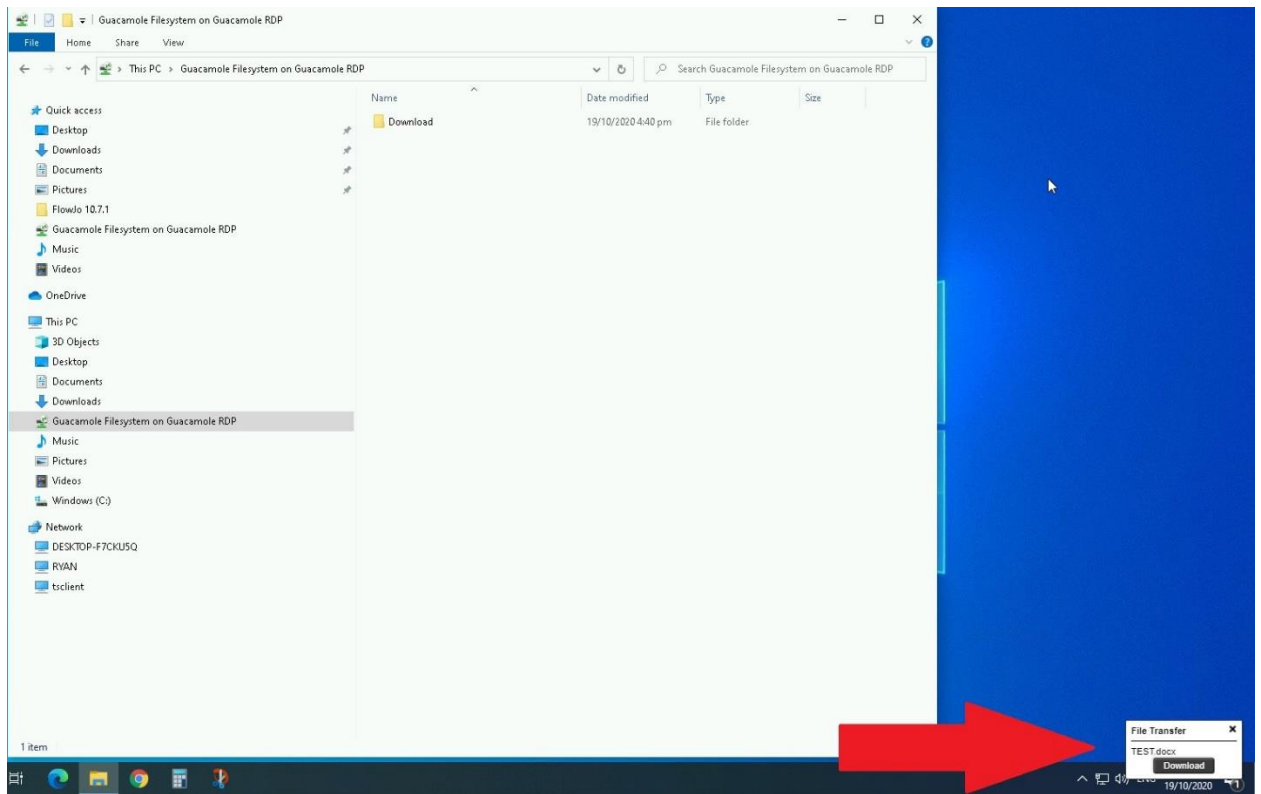 Guacamole Filesystem on Guacamole RDP
File Home Share View
This PC > Guacamole Filesystem on Guacamole RDP
Search Guacamole Filesystem on Guacamole RDP
Name Date modified Type Size
Download 19/10/2020 4:40 pm File folder
Quick access
Desktop
Downloads
Documents
Pictures
FlowJo 10.7.1
Guacamole Filesystem on Guacamole RDP
Music
Videos
OneDrive
This PC
3D Objects
Desktop
Documents
Downloads
Guacamole Filesystem on Guacamole RDP
Music
Pictures
Videos
Windows (C:)
Network
DESKTOP-F7CKU5Q
RYAN
tsclient
1 item
File Transfer
TEST.docx
Download
19/10/2020